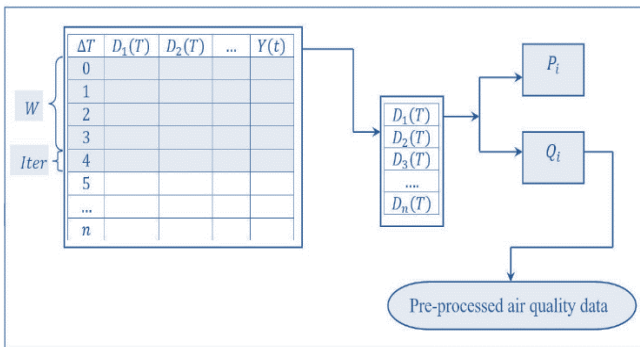 ΔT D₁(T) D₂(T) ... Y(t)
0
1
2
3
4
5
...
n
W
Iter
D₁(T)
D₂(T)
D₃(T)
....
Dₙ(T)
Pᵢ
Qᵢ
Pre-processed air quality data